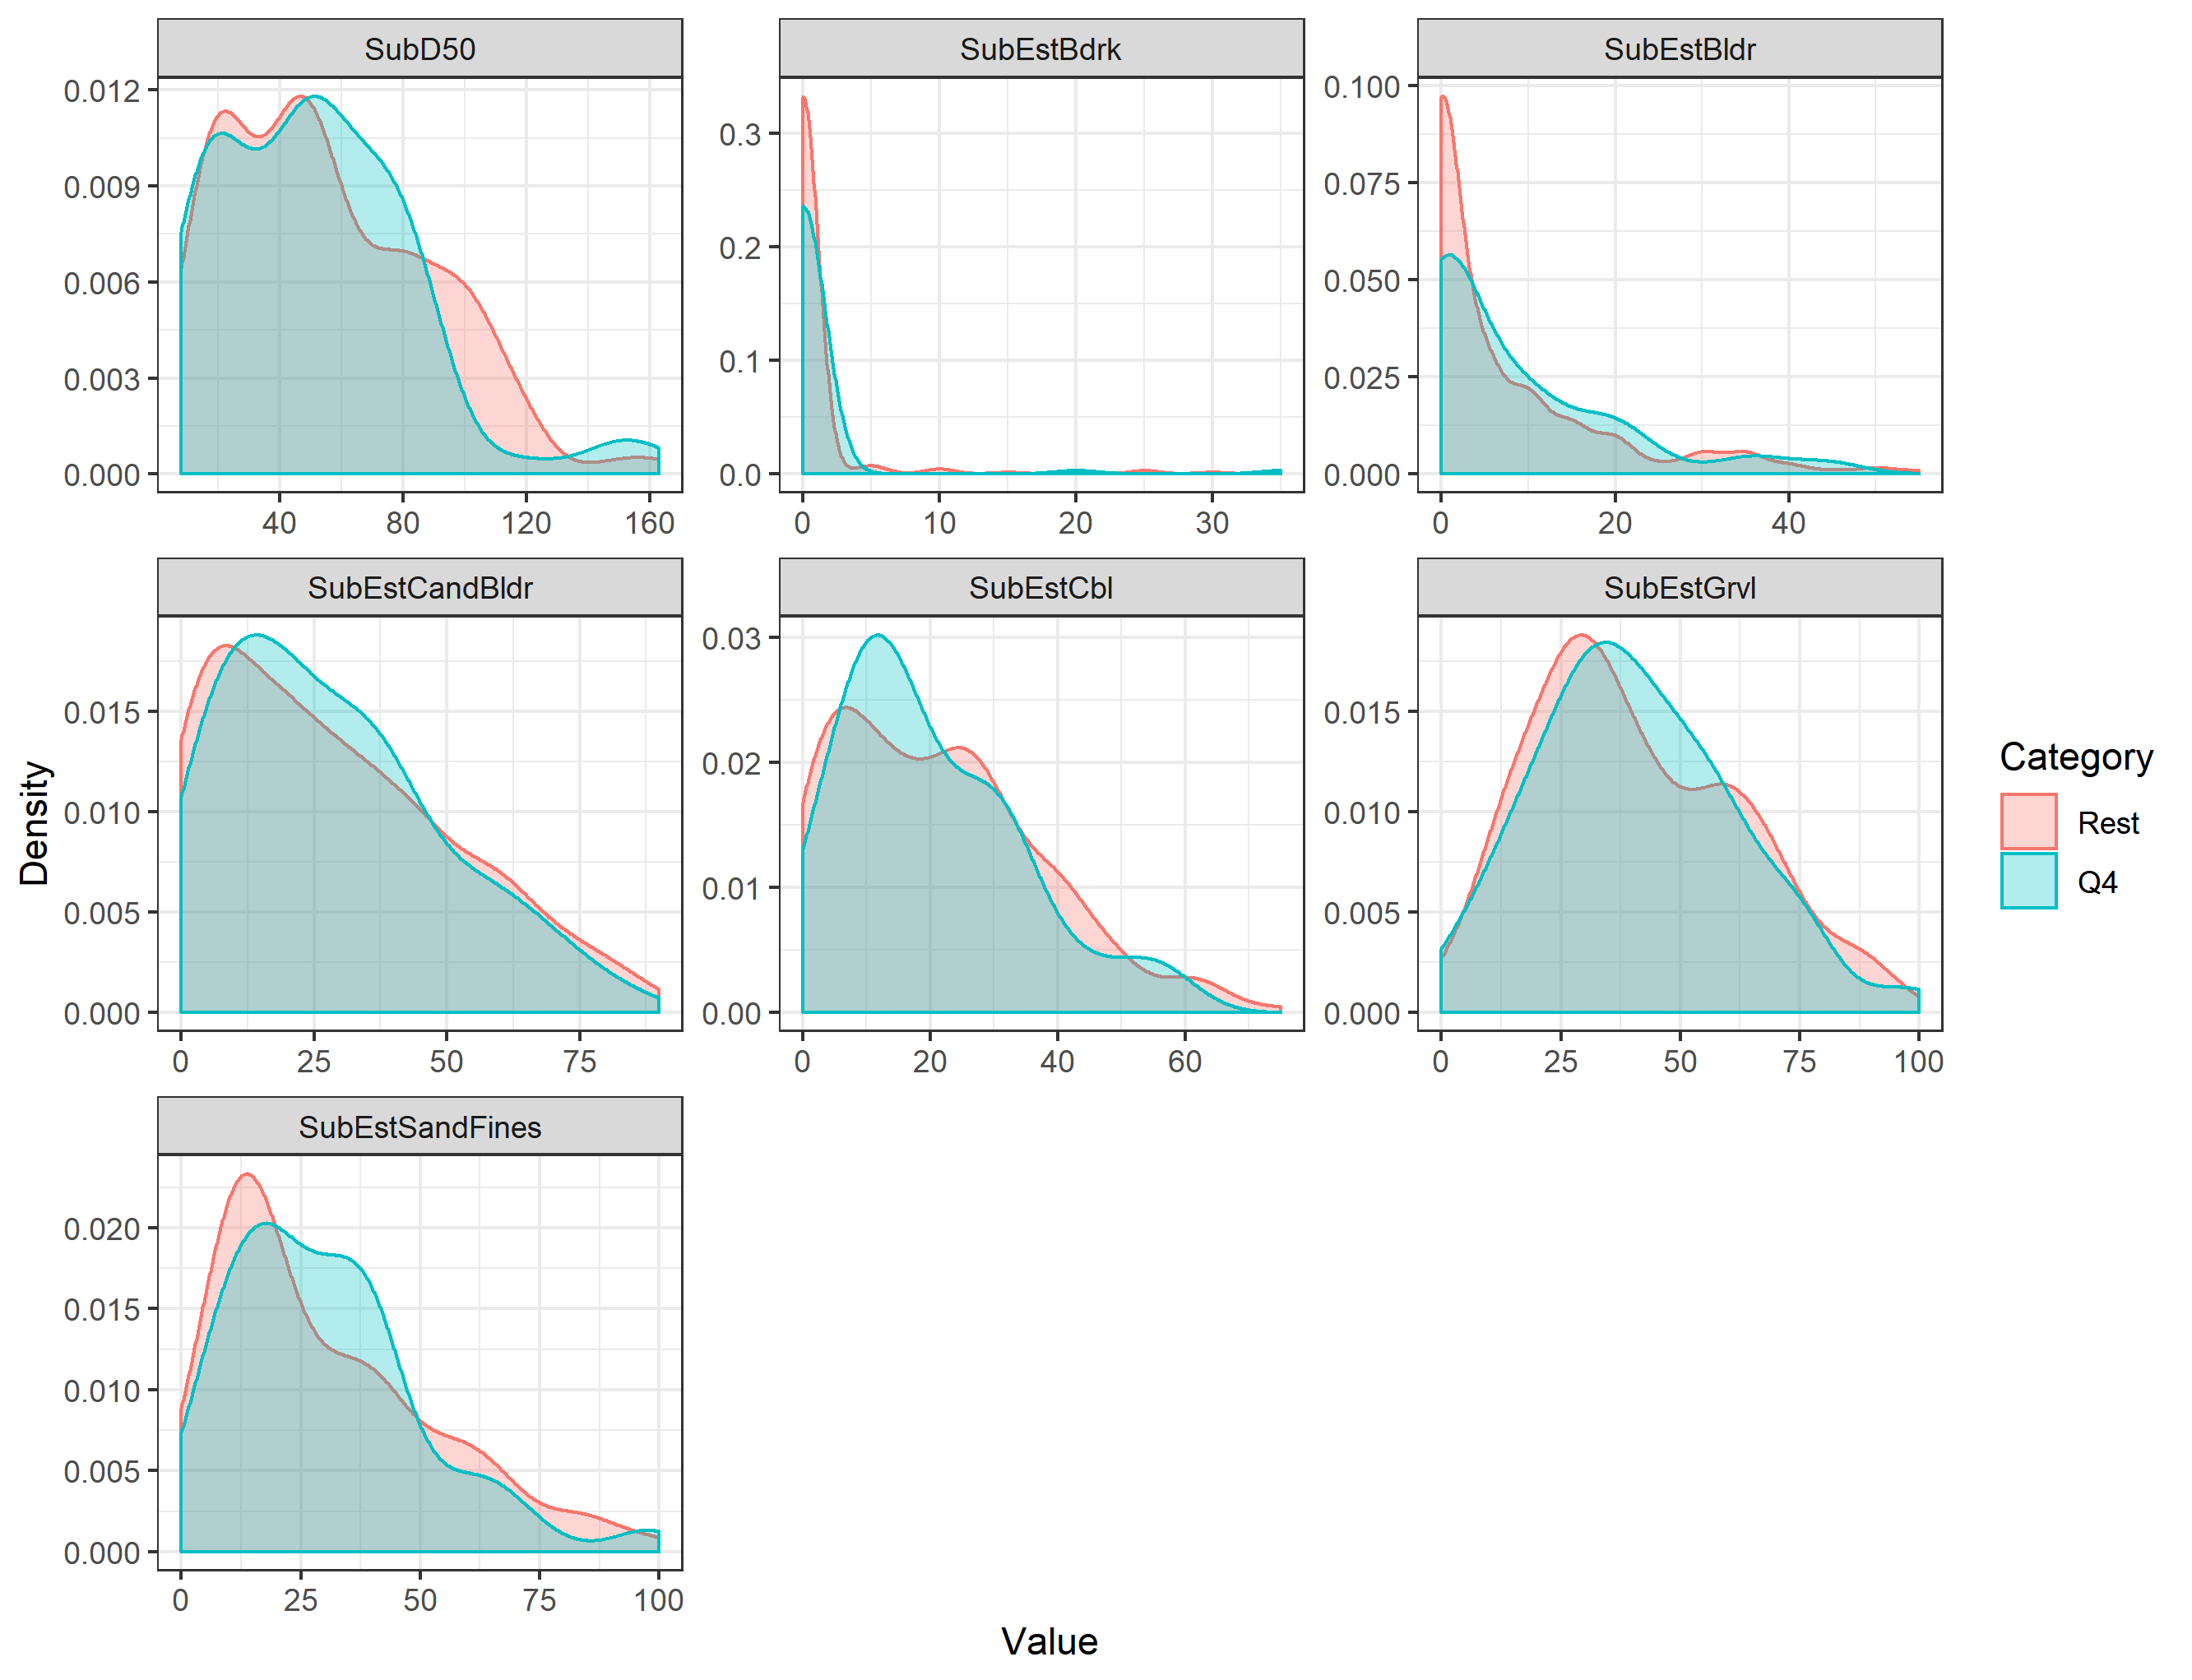 SubD50 SubEstBdrk SubEstBldr
0.012 0.009 0.006 0.003 0.000
0.3 0.2 0.1 0.0
0.100 0.075 0.050 0.025 0.000
40 80 120 160
0 10 20 30
0 20 40
SubEstCandBldr SubEstCbl SubEstGrvl
0.015 0.010 0.005 0.000
0.03 0.02 0.01 0.00
0.015 0.010 0.005 0.000
0 25 50 75
0 20 40 60
0 25 50 75 100
SubEstSandFines
0.020 0.015 0.010 0.005 0.000
0 25 50 75 100
Density
Value
Category
Rest
Q4